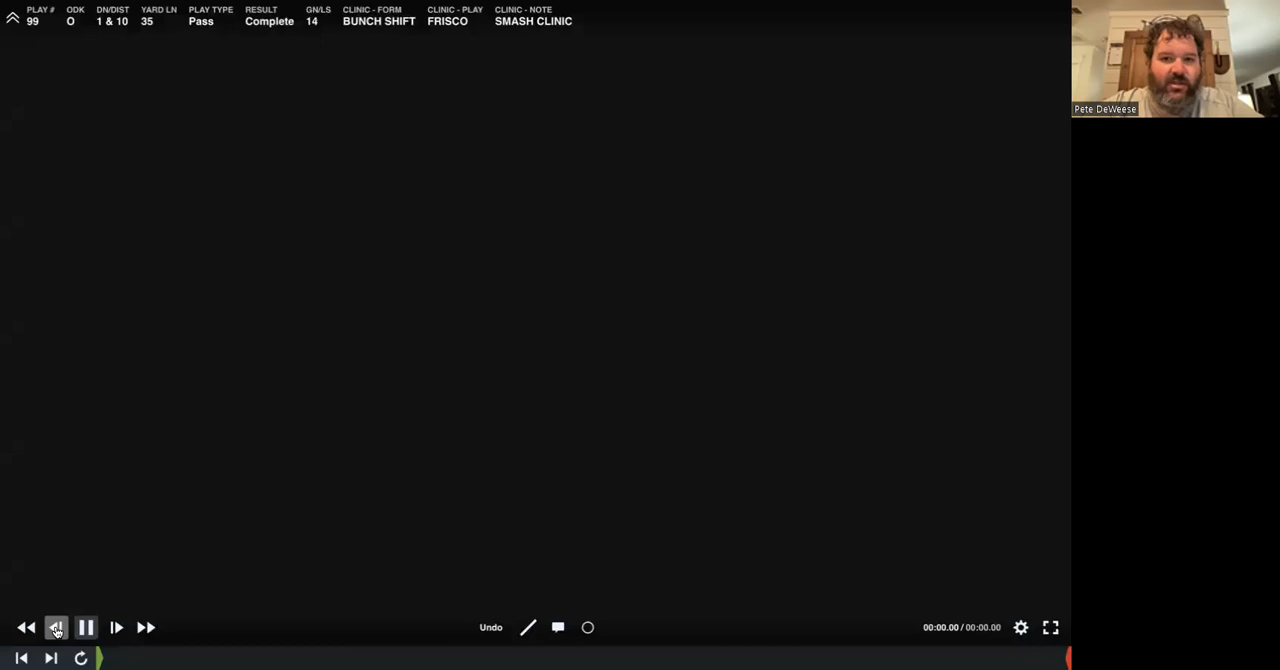 PLAY # ODK DN/DIST YARD LN PLAY TYPE RESULT GN/LS CLINIC - FORM CLINIC - PLAY CLINIC - NOTE
99 O 1 & 10 35 Pass Complete 14 BUNCH SHIFT FRISCO SMASH CLINIC
Pete DeWeese
Undo
00:00.00 / 00:00.00